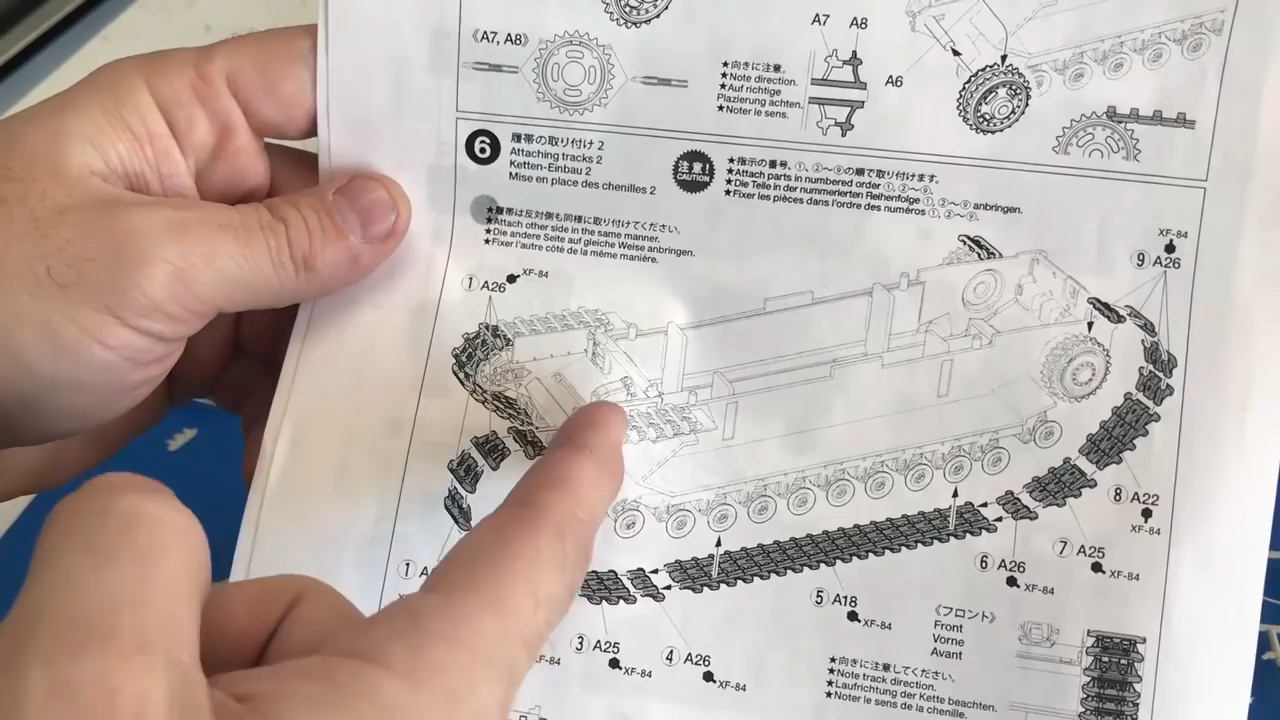 《A7, A8》
A7 A8
★向きに注意。
★Note direction.
★Auf richtige
Plazierung achten.
★Noter le sens.
A6
6
履帯の取り付け 2
Attaching tracks 2
Ketten-Einbau 2
Mise en place des chenilles 2
注意!
CAUTION
★指示の番号、①, ②〜⑨の順で取り付けます。
★Attach parts in numbered order ①, ②〜⑨.
★Die Teile in der nummerierten Reihenfolge ①, ②〜⑨ anbringen.
★Fixer les pièces dans l'ordre des numéros ①, ②〜⑨.
★履帯は反対側も同様に取り付けてください。
★Attach other side in the same manner.
★Die andere Seite auf gleiche Weise anbringen.
★Fixer l'autre côté de la même manière.
① A26
XF-84
XF-84
⑨ A26
⑧ A22
XF-84
⑦ A25
XF-84
⑥ A26
XF-84
⑤ A18
XF-84
① A
③ A25
XF-84
④ A26
XF-84
F-84
《フロント》
Front
Vorne
Avant
★向きに注意してください。
★Note track direction.
★Laufrichtung der Kette beachten.
★Noter le sens de la chenille.